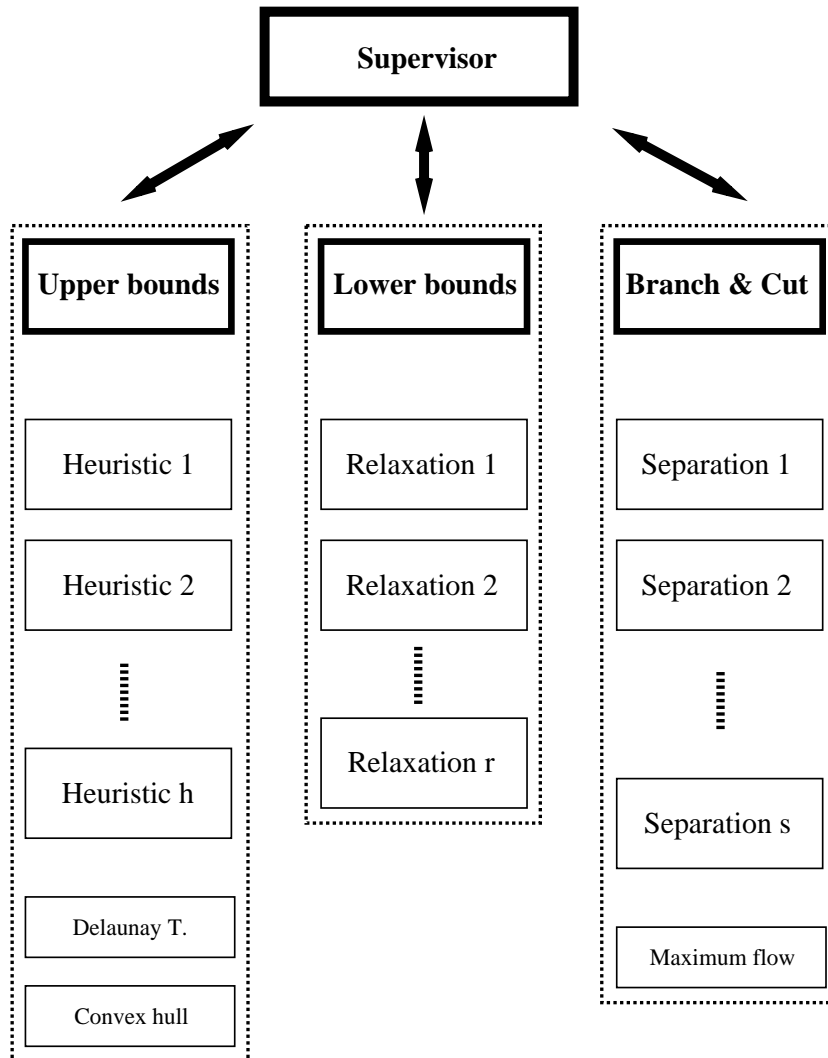 Supervisor
Upper bounds
Heuristic 1
Heuristic 2
Heuristic h
Delaunay T.
Convex hull
Lower bounds
Relaxation 1
Relaxation 2
Relaxation r
Branch & Cut
Separation 1
Separation 2
Separation s
Maximum flow